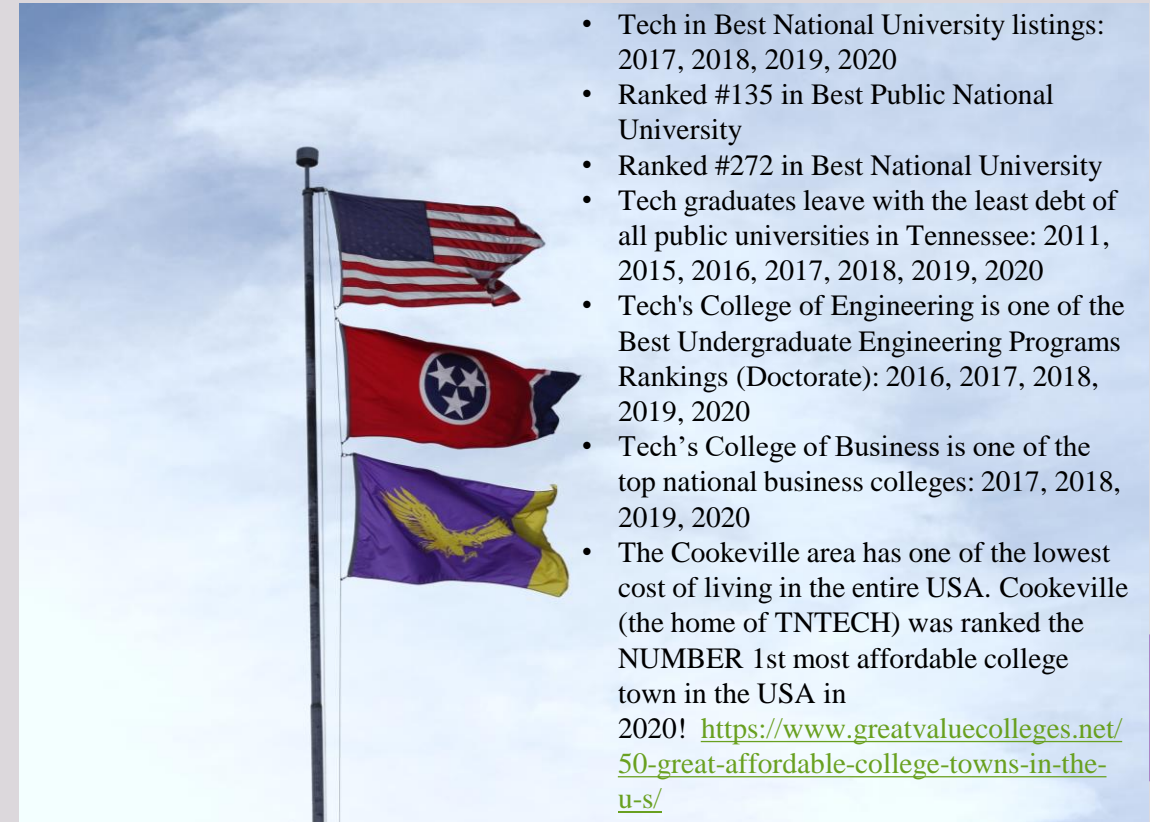 • Tech in Best National University listings:
2017, 2018, 2019, 2020
• Ranked #135 in Best Public National
University
• Ranked #272 in Best National University
• Tech graduates leave with the least debt of
all public universities in Tennessee: 2011,
2015, 2016, 2017, 2018, 2019, 2020
• Tech's College of Engineering is one of the
Best Undergraduate Engineering Programs
Rankings (Doctorate): 2016, 2017, 2018,
2019, 2020
• Tech’s College of Business is one of the
top national business colleges: 2017, 2018,
2019, 2020
• The Cookeville area has one of the lowest
cost of living in the entire USA. Cookeville
(the home of TNTECH) was ranked the
NUMBER 1st most affordable college
town in the USA in
2020! https://www.greatvaluecolleges.net/
50-great-affordable-college-towns-in-the-
u-s/